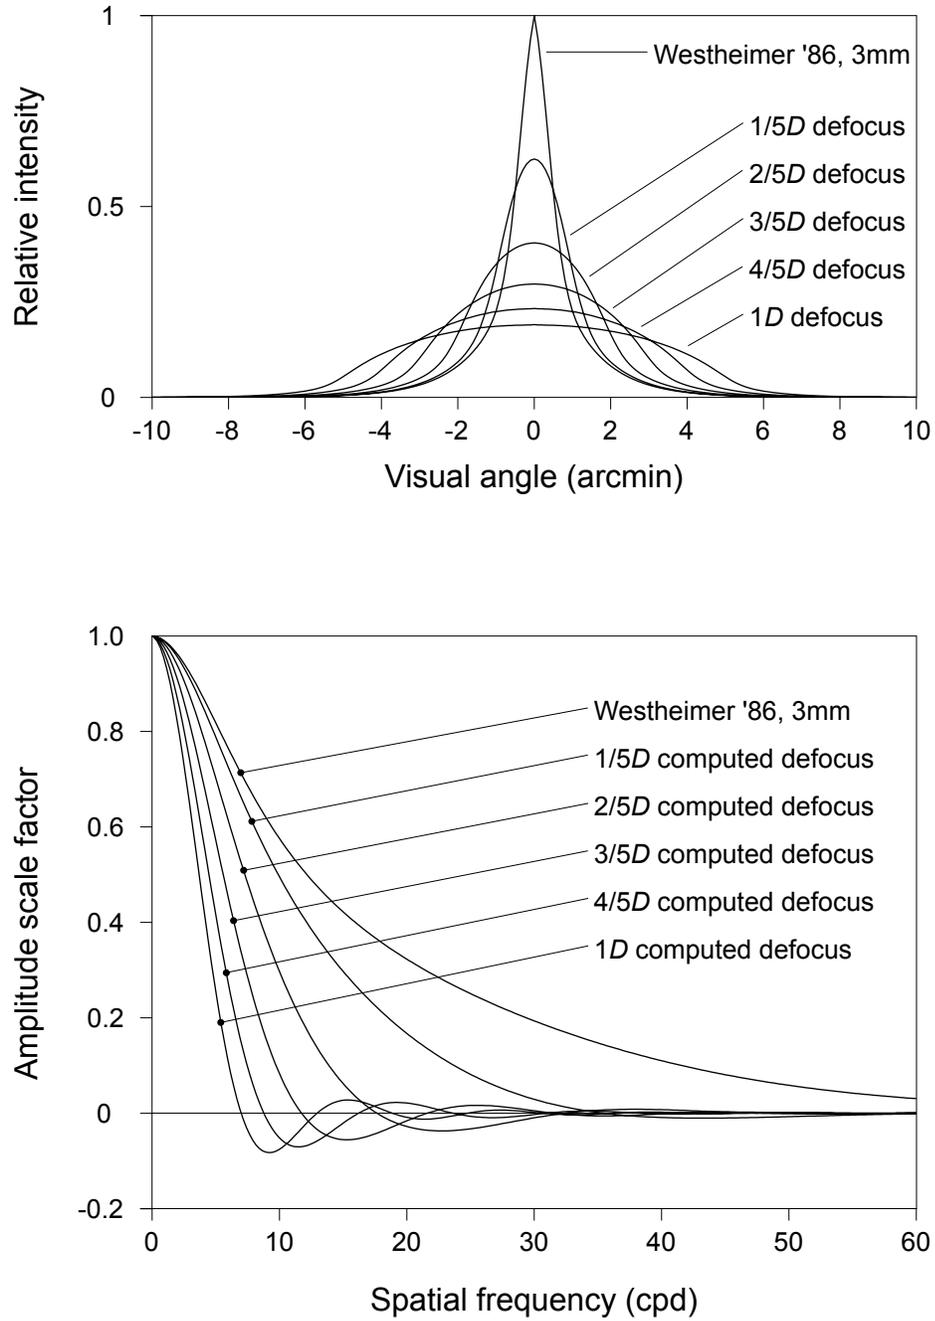 1
Westheimer '86, 3mm
1/5D defocus
2/5D defocus
0.5
3/5D defocus
4/5D defocus
1D defocus
0
Relative intensity
-10 -8 -6 -4 -2 0 2 4 6 8 10
Visual angle (arcmin)
1.0
Westheimer '86, 3mm
0.8
1/5D computed defocus
2/5D computed defocus
0.6
3/5D computed defocus
4/5D computed defocus
0.4
1D computed defocus
0.2
0
-0.2
Amplitude scale factor
0 10 20 30 40 50 60
Spatial frequency (cpd)